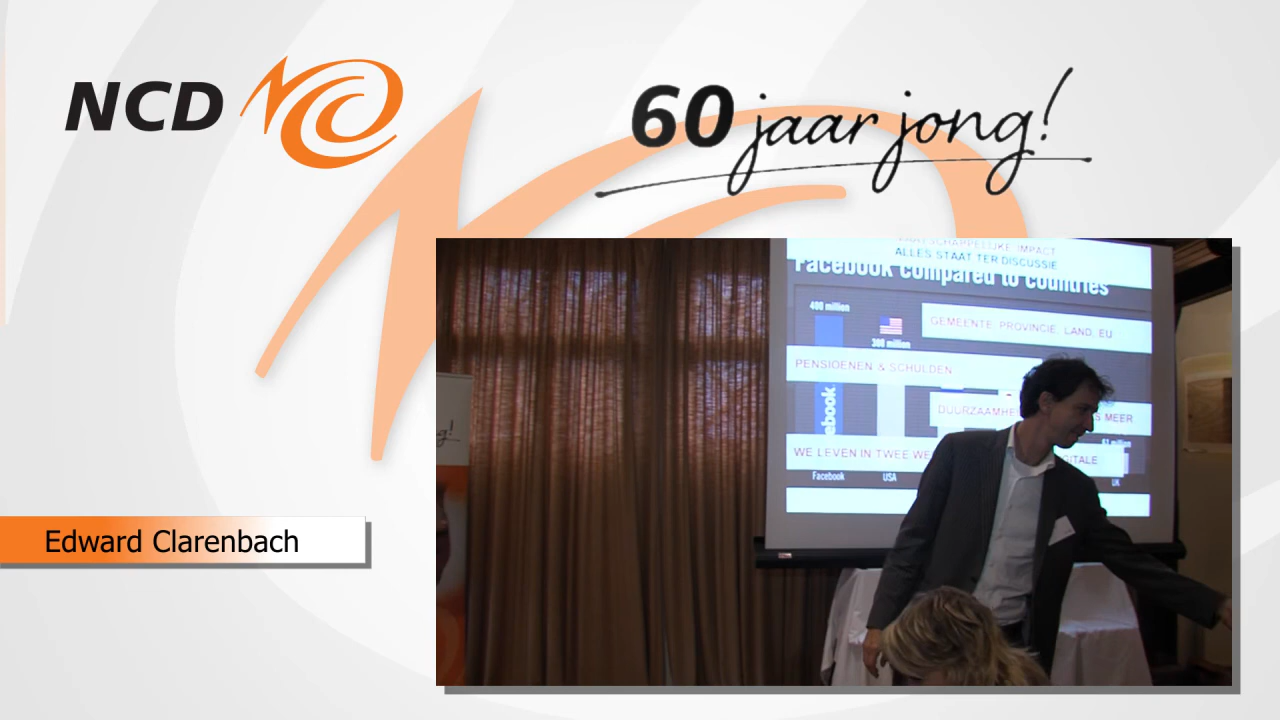 NCD
60 jaar jong!
ALLES STAAT TER DISCUSSIE
Facebook compared to countries
400 million
GEMEENTE, PROVINCIE, LAND, EU
300 million
PENSIOENEN & SCHULDEN
MEER
WE LEVEN IN TWEE
Facebook
USA
UK
Edward Clarenbach